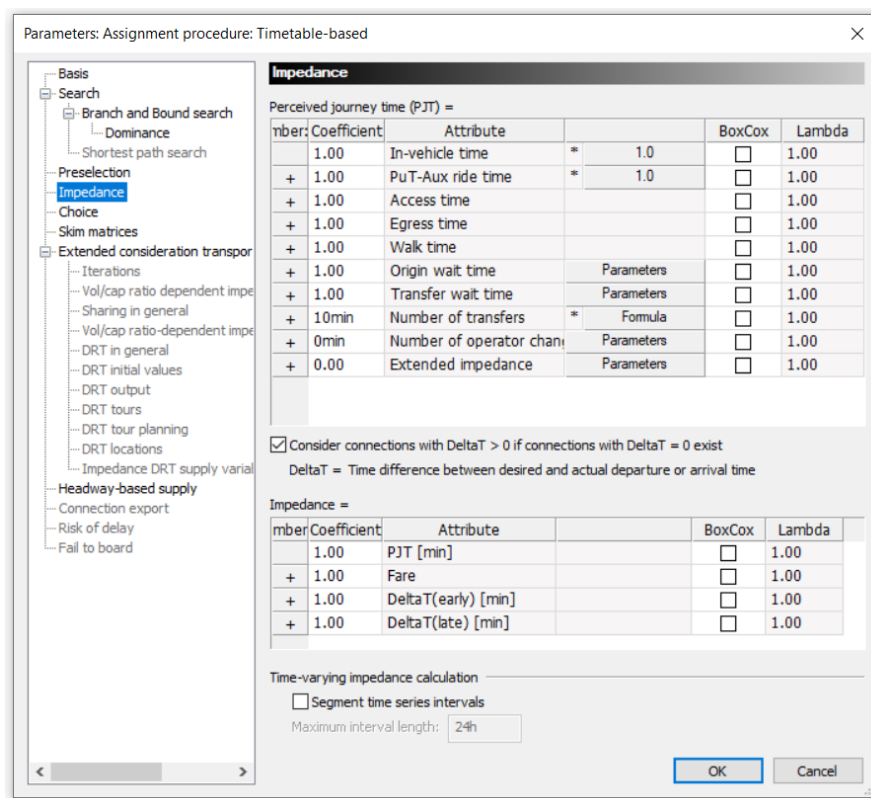 Parameters: Assignment procedure: Timetable-based
Basis
Search
Branch and Bound search
Dominance
Shortest path search
Preselection
Impedance
Choice
Skim matrices
Extended consideration transpor
Iterations
Vol/cap ratio dependent impe
Sharing in general
Vol/cap ratio-dependent impe
DRT in general
DRT initial values
DRT output
DRT tours
DRT tour planning
DRT locations
Impedance DRT supply varial
Headway-based supply
Connection export
Risk of delay
Fail to board
Impedance
Perceived journey time (PJT) =
nber: Coefficient Attribute BoxCox Lambda
1.00 In-vehicle time * 1.0 1.00
+ 1.00 PuT-Aux ride time * 1.0 1.00
+ 1.00 Access time 1.00
+ 1.00 Egress time 1.00
+ 1.00 Walk time 1.00
+ 1.00 Origin wait time Parameters 1.00
+ 1.00 Transfer wait time Parameters 1.00
+ 10min Number of transfers * Formula 1.00
+ 0min Number of operator chang Parameters 1.00
+ 0.00 Extended impedance Parameters 1.00
Consider connections with DeltaT > 0 if connections with DeltaT = 0 exist
DeltaT = Time difference between desired and actual departure or arrival time
Impedance =
mber Coefficient Attribute BoxCox Lambda
1.00 PJT [min] 1.00
+ 1.00 Fare 1.00
+ 1.00 DeltaT(early) [min] 1.00
+ 1.00 DeltaT(late) [min] 1.00
Time-varying impedance calculation
Segment time series intervals
Maximum interval length: 24h
OK Cancel